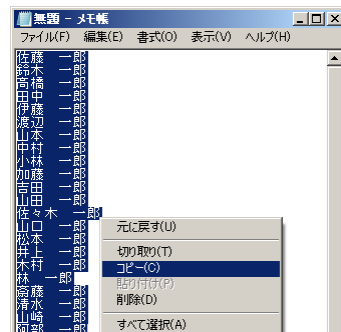 無題 - メモ帳
ファイル(F) 編集(E) 書式(O) 表示(V) ヘルプ(H)
佐藤 一郎
鈴木 一郎
高橋 一郎
田中 一郎
伊藤 一郎
渡辺 一郎
山本 一郎
中村 一郎
小林 一郎
加藤 一郎
吉田 一郎
山田 一郎
佐々木 一郎
山口 一郎
松本 一郎
井上 一郎
木村 一郎
林 一郎
斎藤 一郎
清水 一郎
山崎 一郎
阿部 一郎
元に戻す(U)
切り取り(T)
コピー(C)
貼り付け(P)
削除(D)
すべて選択(A)